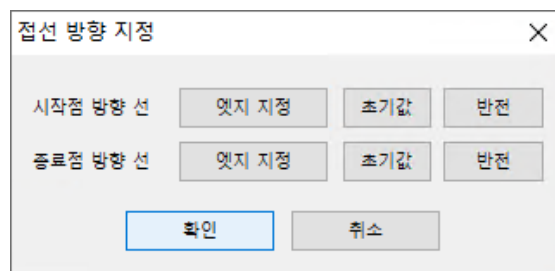 접선 방향 지정
시작점 방향 선 엣지 지정 초기값 반전
종료점 방향 선 엣지 지정 초기값 반전
확인 취소